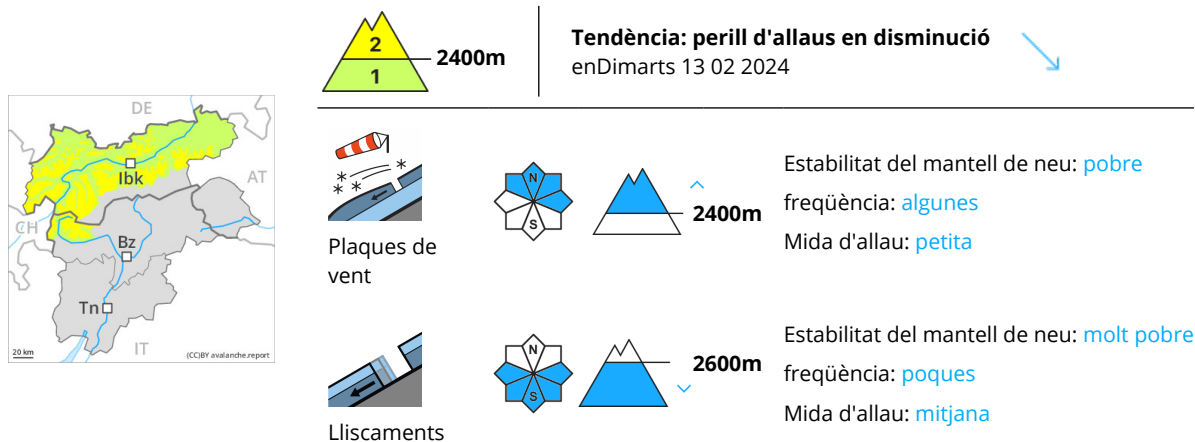 2
1
2400m
Tendència: perill d'allaus en disminució
enDimarts 13 02 2024
DE
Ibk
AT
CH
Bz
Tn
IT
20 km
(CC)BY avalanche.report
N
S
2400m
Plaques de
vent
Estabilitat del mantell de neu: pobre
freqüència: algunes
Mida d'allau: petita
N
S
2600m
Lliscaments
Estabilitat del mantell de neu: molt pobre
freqüència: poques
Mida d'allau: mitjana